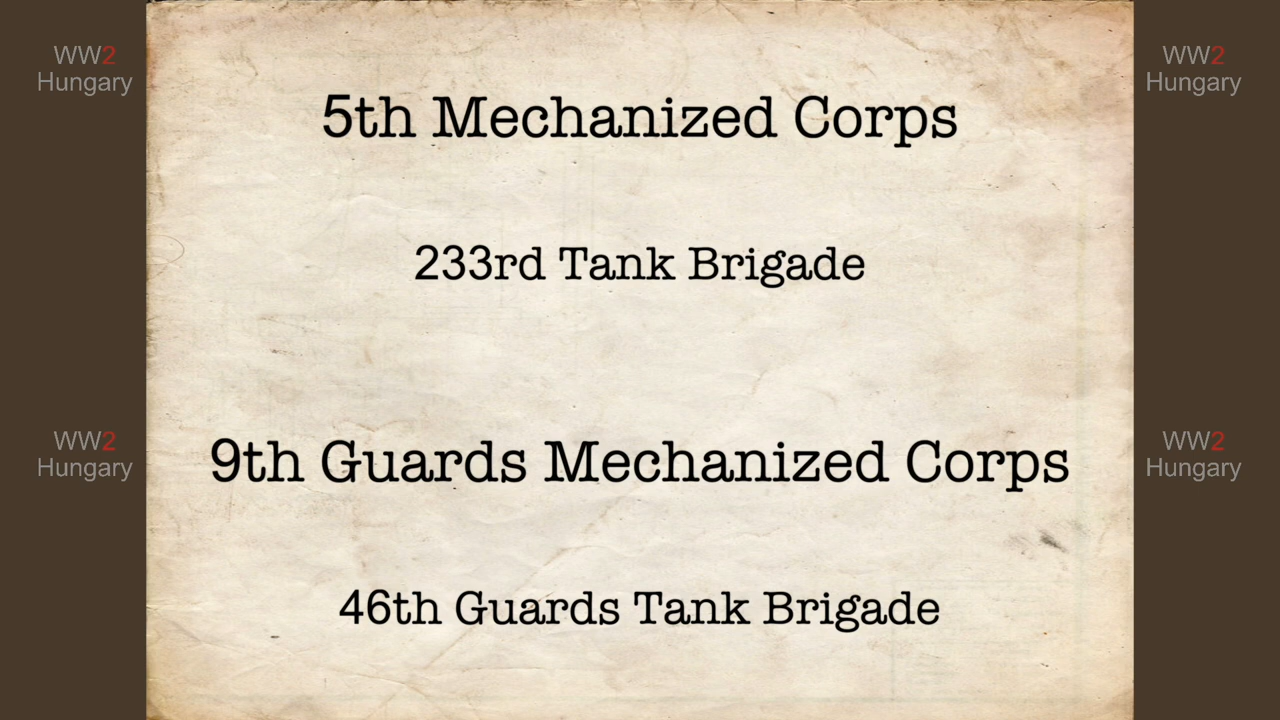 WW2
Hungary
WW2
Hungary
5th Mechanized Corps
233rd Tank Brigade
9th Guards Mechanized Corps
WW2
Hungary
WW2
Hungary
46th Guards Tank Brigade